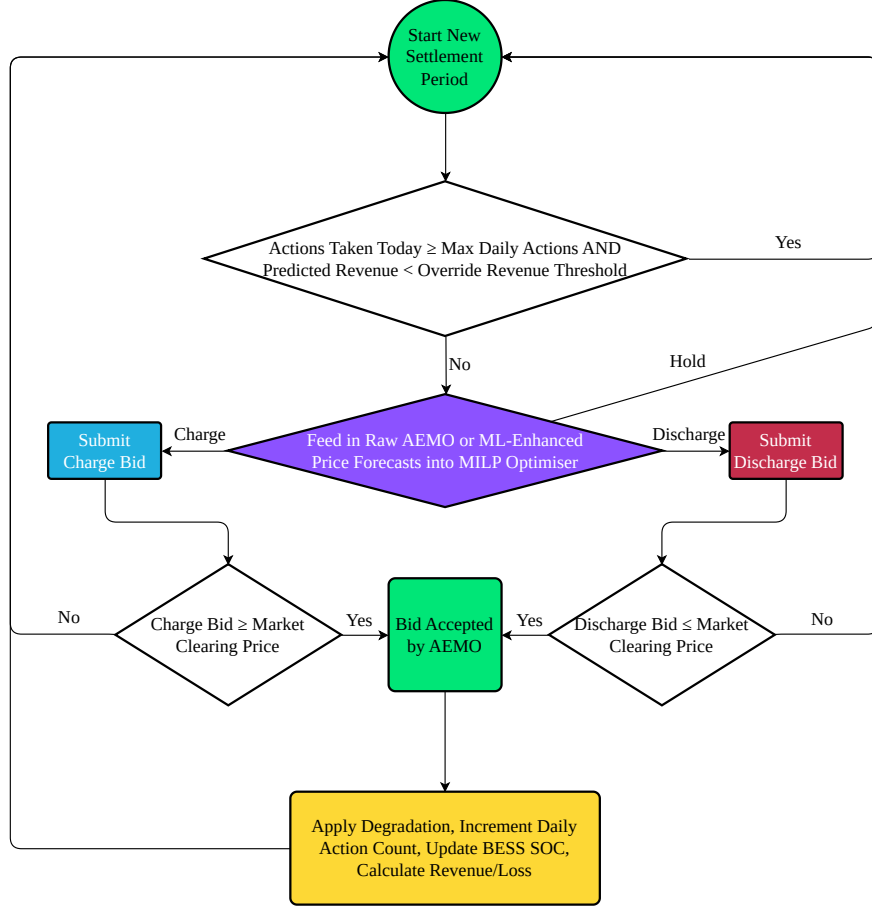 Start New
Settlement
Period
Actions Taken Today ≥ Max Daily Actions AND
Predicted Revenue < Override Revenue Threshold
Yes
No
Hold
Submit
Charge Bid
Charge
Feed in Raw AEMO or ML-Enhanced
Price Forecasts into MILP Optimiser
Discharge
Submit
Discharge Bid
No
Charge Bid ≥ Market
Clearing Price
Yes
Bid Accepted
by AEMO
Yes
Discharge Bid ≤ Market
Clearing Price
No
Apply Degradation, Increment Daily
Action Count, Update BESS SOC,
Calculate Revenue/Loss